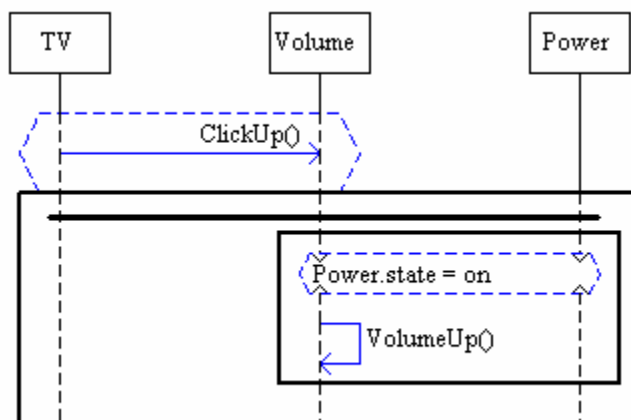 TV Volume Power
ClickUp()
Power.state = on
VolumeUp()